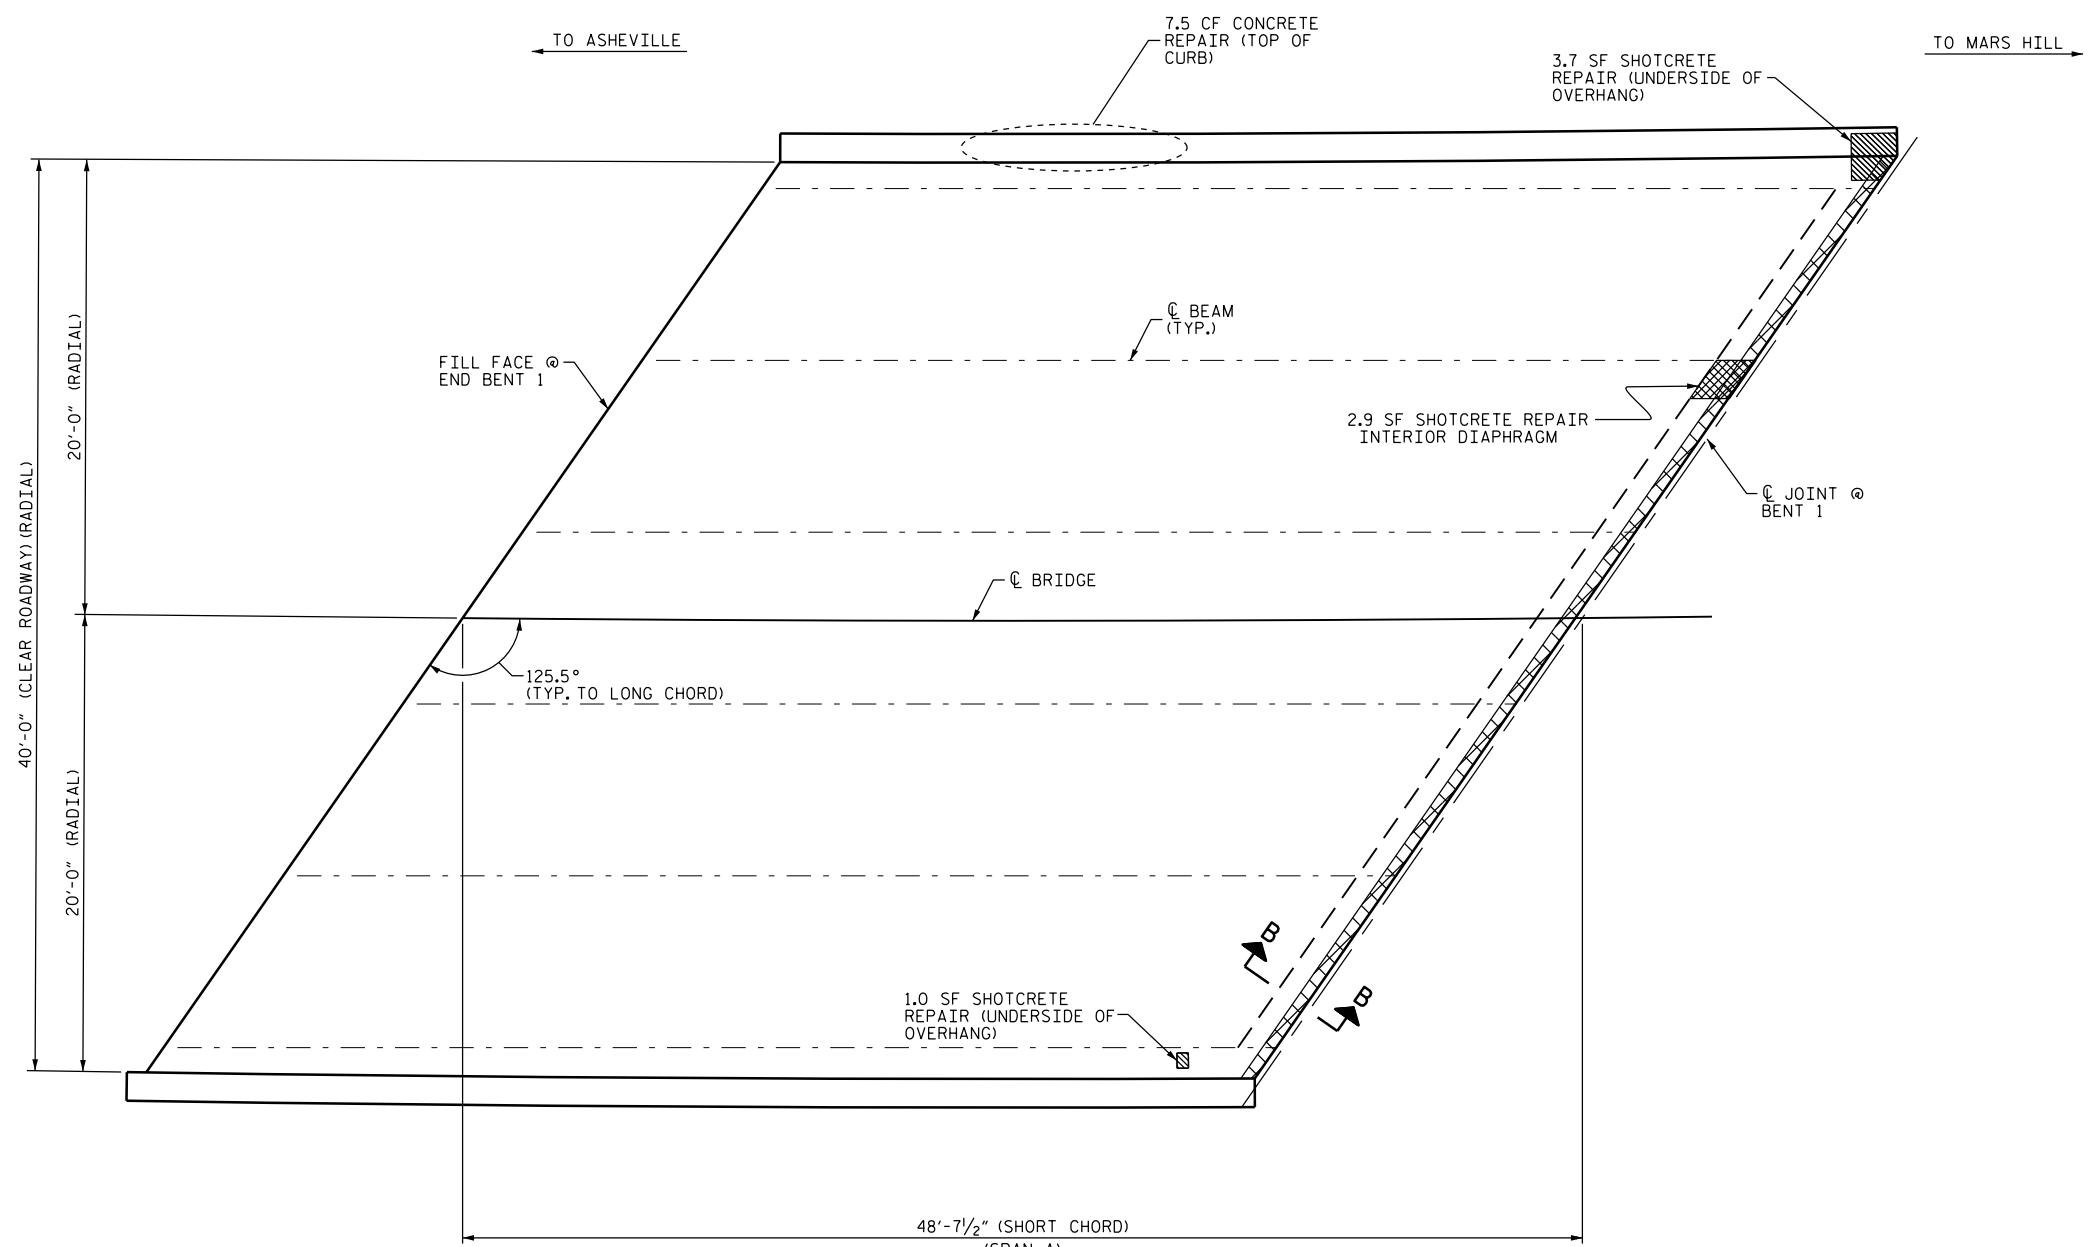 TO ASHEVILLE
7.5 CF CONCRETE
REPAIR (TOP OF
CURB)
3.7 SF SHOTCRETE
REPAIR (UNDERSIDE OF
OVERHANG)
TO MARS HILL
℄ BEAM
(TYP.)
FILL FACE @
END BENT 1
20'-0" (RADIAL)
40'-0" (CLEAR ROADWAY)(RADIAL)
2.9 SF SHOTCRETE REPAIR
INTERIOR DIAPHRAGM
℄ JOINT @
BENT 1
℄ BRIDGE
125.5°
(TYP. TO LONG CHORD)
20'-0" (RADIAL)
B
B
1.0 SF SHOTCRETE
REPAIR (UNDERSIDE OF
OVERHANG)
48'-7 1/2" (SHORT CHORD)
(SPAN A)